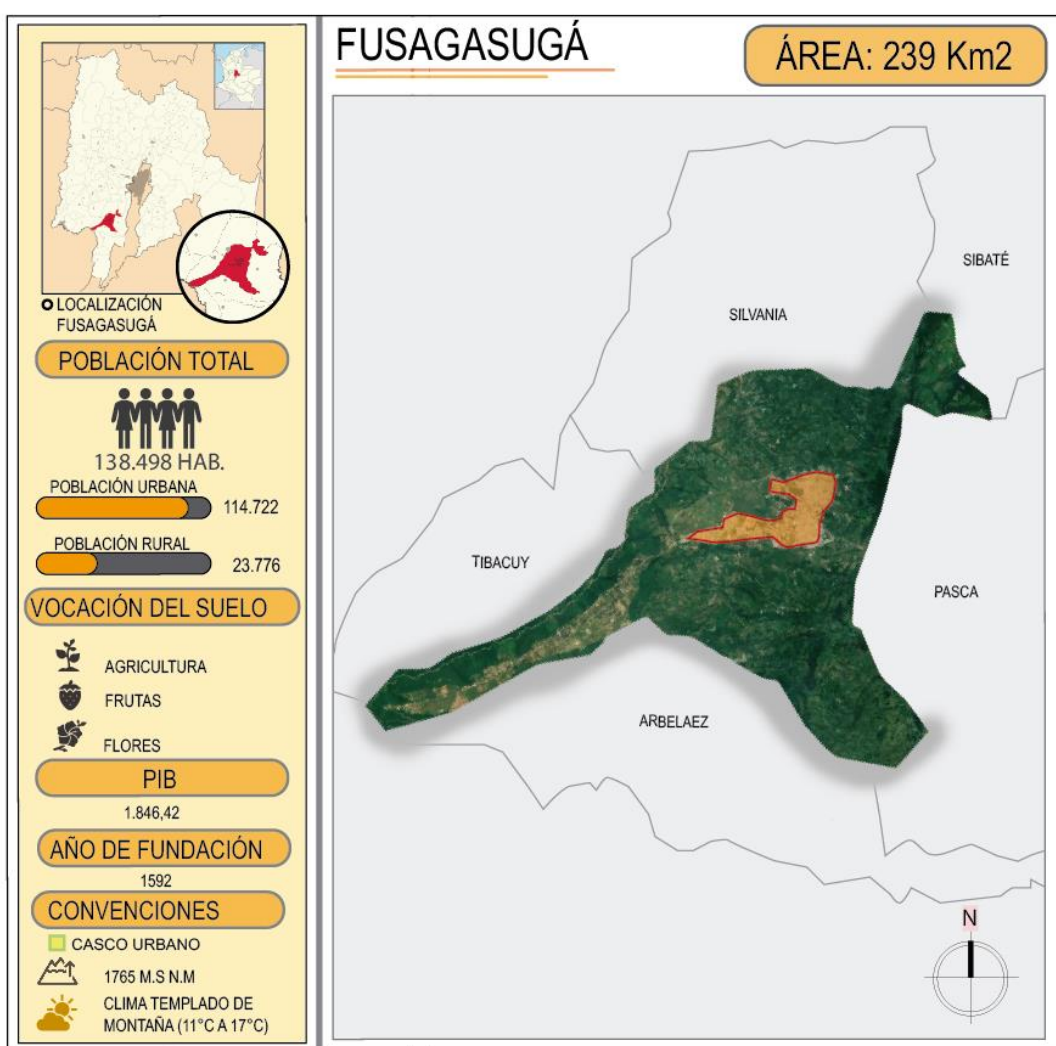 FUSAGASUGÁ
ÁREA: 239 Km2
LOCALIZACIÓN
FUSAGASUGÁ
POBLACIÓN TOTAL
138.498 HAB.
POBLACIÓN URBANA
114.722
POBLACIÓN RURAL
23.776
VOCACIÓN DEL SUELO
AGRICULTURA
FRUTAS
FLORES
PIB
1.846,42
AÑO DE FUNDACIÓN
1592
CONVENCIONES
CASCO URBANO
1765 M.S N.M
CLIMA TEMPLADO DE
MONTAÑA (11°C A 17°C)
SIBATÉ
SILVANIA
TIBACUY
PASCA
ARBELAEZ
N